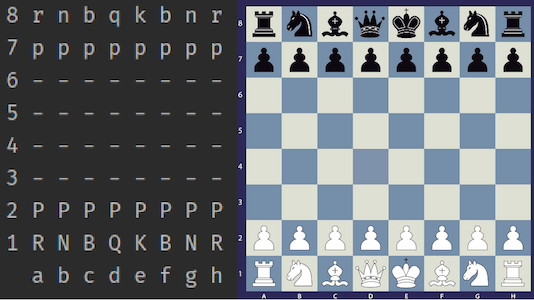 8 r n b q k b n r
7 p p p p p p p p
6 - - - - - - - -
5 - - - - - - - -
4 - - - - - - - -
3 - - - - - - - -
2 P P P P P P P P
1 R N B Q K B N R
a b c d e f g h
8
7
6
5
4
3
2
1
A B C D E F G H